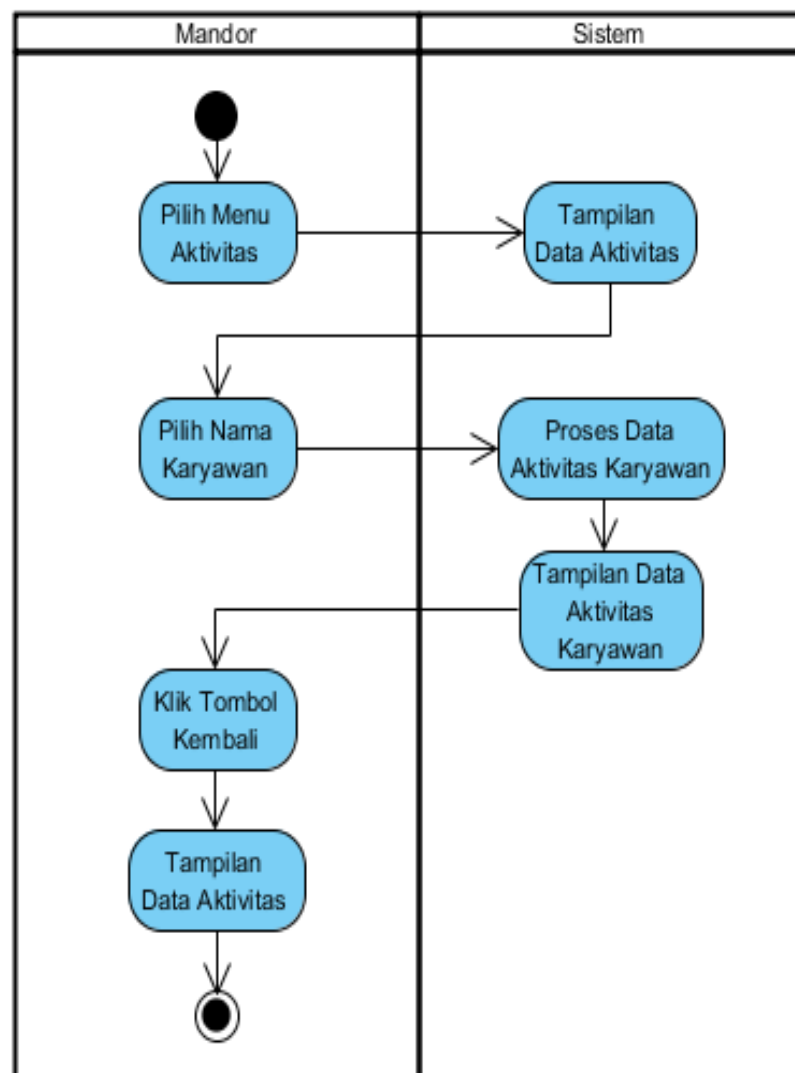 Mandor
Sistem
Pilih Menu
Aktivitas
Tampilan
Data Aktivitas
Pilih Nama
Karyawan
Proses Data
Aktivitas Karyawan
Tampilan Data
Aktivitas
Karyawan
Klik Tombol
Kembali
Tampilan
Data Aktivitas